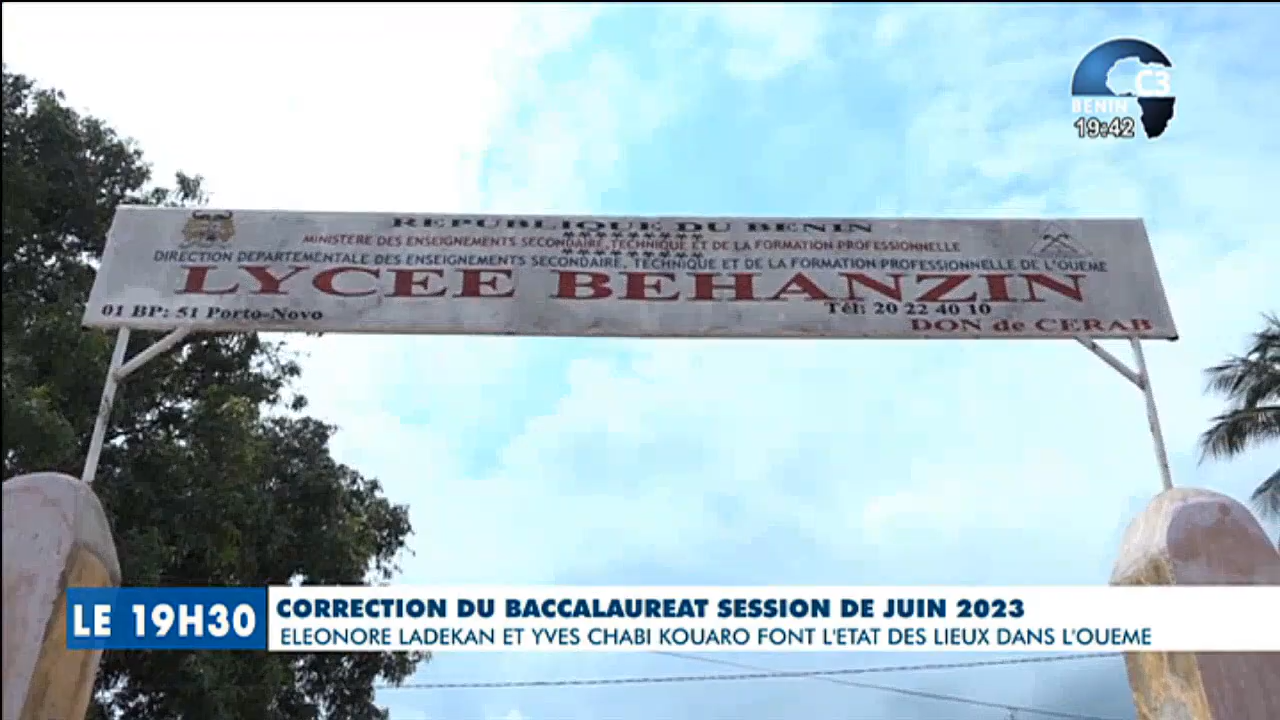 C3
BENIN
19:42
REPUBLIQUE DU BENIN
MINISTERE DES ENSEIGNEMENTS SECONDAIRE, TECHNIQUE ET DE LA FORMATION PROFESSIONNELLE
DIRECTION DEPARTEMENTALE DES ENSEIGNEMENTS SECONDAIRE, TECHNIQUE ET DE LA FORMATION PROFESSIONNELLE DE L'OUEME
LYCEE BEHANZIN
01 BP: 51 Porto-Novo
Tél: 20 22 40 10
DON de CERAB
LE 19H30
CORRECTION DU BACCALAUREAT SESSION DE JUIN 2023
ELEONORE LADEKAN ET YVES CHABI KOUARO FONT L'ETAT DES LIEUX DANS L'OUEME